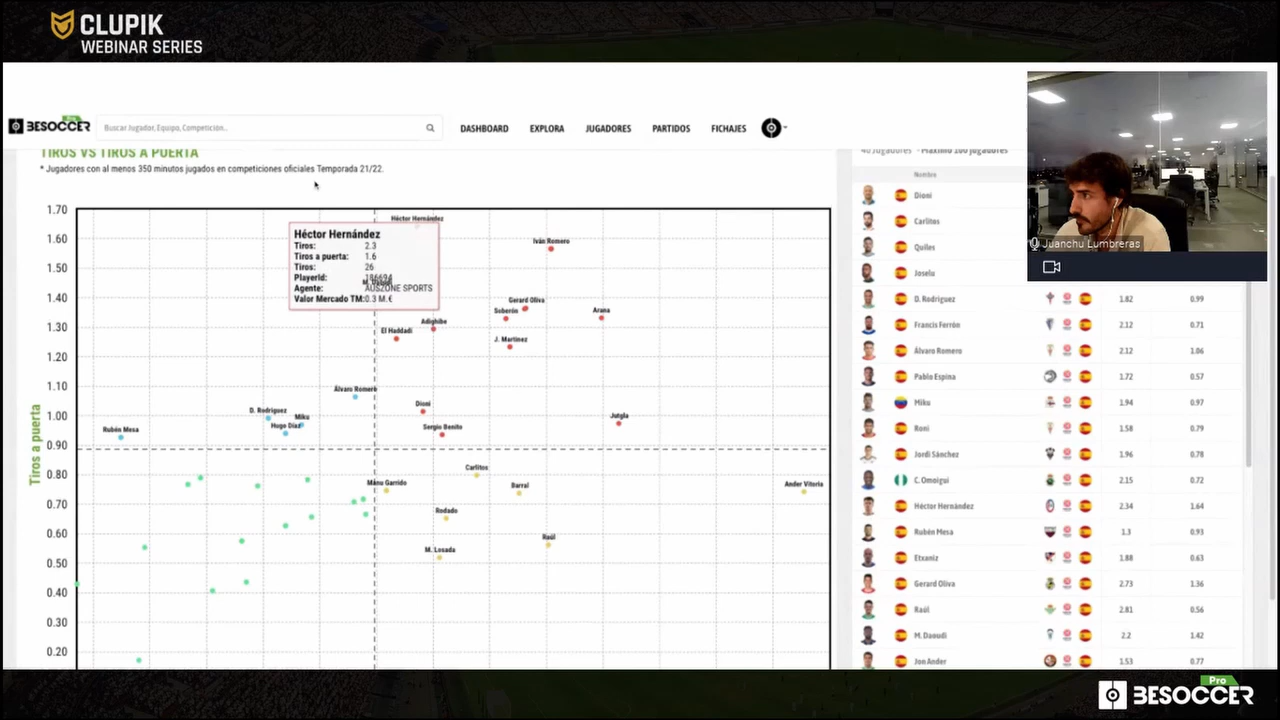 CLUPIK
WEBINAR SERIES
BESOCCER Pro
Buscar Jugador, Equipo, Competición..
DASHBOARD
EXPLORA
JUGADORES
PARTIDOS
FICHAJES
TIROS VS TIROS A PUERTA
* Jugadores con al menos 350 minutos jugados en competiciones oficiales Temporada 21/22.
Tiros a puerta
1.70
1.60
1.50
1.40
1.30
1.20
1.10
1.00
0.90
0.80
0.70
0.60
0.50
0.40
0.30
0.20
Héctor Hernández
Héctor Hernández
Tiros: 2.3
Tiros a puerta: 1.6
Tiros: 26
PlayerId:
Agente: AUSZONE SPORTS
Valor Mercado TM: 0.3 M.€
Iván Romero
Gerard Oliva
Soberón
Arana
Adighibe
El Haddadi
J. Martínez
Álvaro Romero
D. Rodríguez
Miku
Hugo Díaz
Rubén Mesa
Dioni
Sergio Benito
Jutgla
Carlitos
Manu Garrido
Barral
Ander Vitoria
Rodado
Raúl
M. Losada
40 Jugadores - Máximo 100 jugadores
Nombre
Dioni
Carlitos
Quiles
Joselu
D. Rodríguez 1.82 0.99
Francis Ferrón 2.12 0.71
Álvaro Romero 2.12 1.06
Pablo Espina 1.72 0.57
Miku 1.94 0.97
Roni 1.58 0.79
Jordi Sánchez 1.96 0.78
C. Omoigui 2.15 0.72
Héctor Hernández 2.34 1.64
Rubén Mesa 1.3 0.93
Etxaniz 1.88 0.63
Gerard Oliva 2.73 1.36
Raúl 2.81 0.56
M. Daoudi 2.2 1.42
Jon Ander 1.53 0.77
Juanchu Lumbreras
BESOCCER Pro